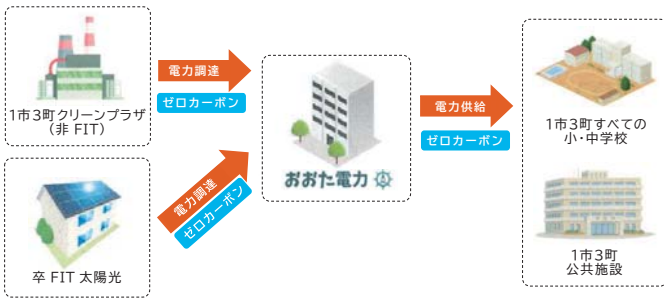 1市3町クリーンプラザ
（非 FIT）
電力調達
ゼロカーボン
卒 FIT 太陽光
電力調達
ゼロカーボン
おおた電力
電力供給
ゼロカーボン
1市3町すべての
小・中学校
1市3町
公共施設